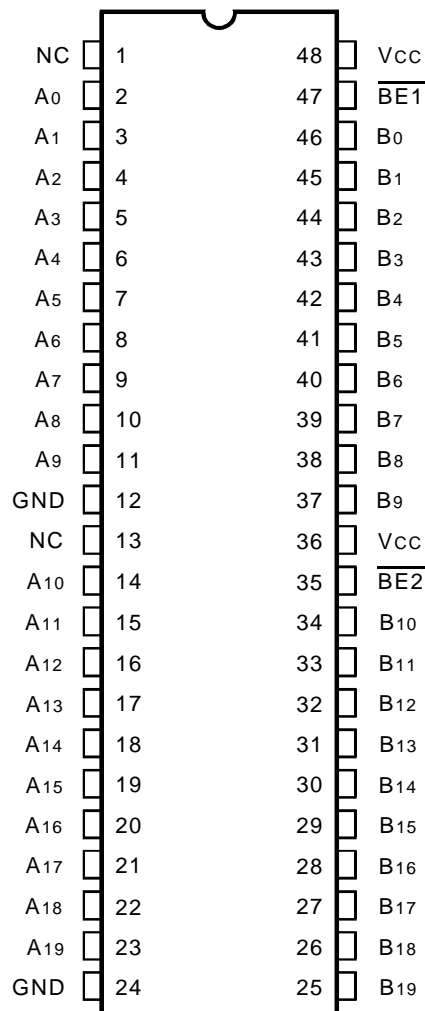 NC 1 48 VCC
A0 2 47 BE1
A1 3 46 B0
A2 4 45 B1
A3 5 44 B2
A4 6 43 B3
A5 7 42 B4
A6 8 41 B5
A7 9 40 B6
A8 10 39 B7
A9 11 38 B8
GND 12 37 B9
NC 13 36 VCC
A10 14 35 BE2
A11 15 34 B10
A12 16 33 B11
A13 17 32 B12
A14 18 31 B13
A15 19 30 B14
A16 20 29 B15
A17 21 28 B16
A18 22 27 B17
A19 23 26 B18
GND 24 25 B19